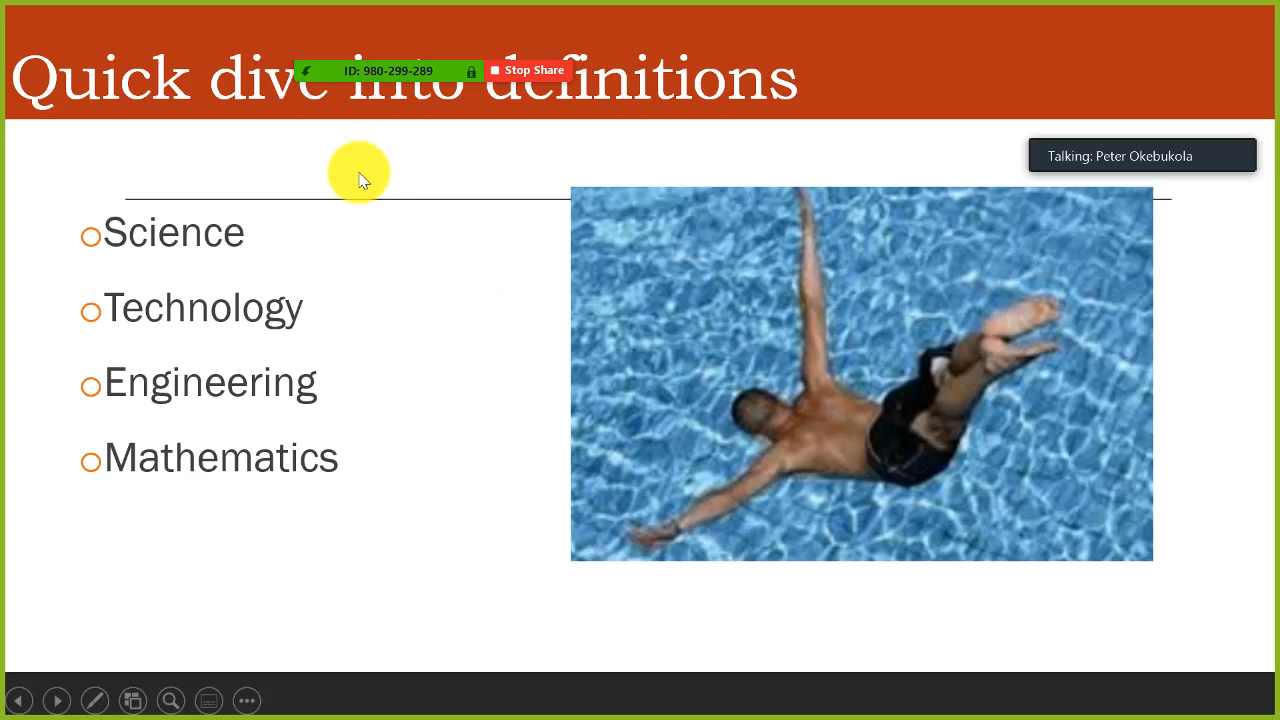 Quick dive into definitions
ID: 980-299-289
Stop Share
Talking: Peter Okebukola
Science
Technology
Engineering
Mathematics